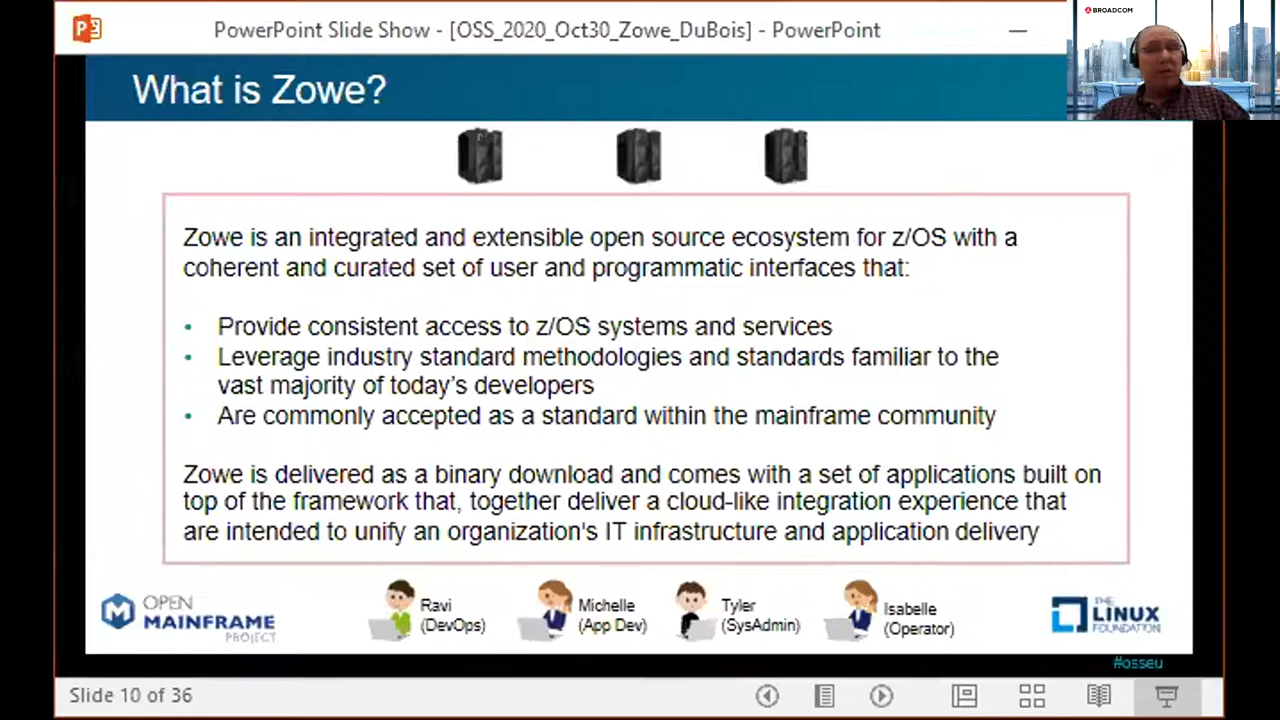 PowerPoint Slide Show - [OSS_2020_Oct30_Zowe_DuBois] - PowerPoint
BROADCOM
What is Zowe?
Zowe is an integrated and extensible open source ecosystem for z/OS with a
coherent and curated set of user and programmatic interfaces that:
• Provide consistent access to z/OS systems and services
• Leverage industry standard methodologies and standards familiar to the
vast majority of today's developers
• Are commonly accepted as a standard within the mainframe community
Zowe is delivered as a binary download and comes with a set of applications built on
top of the framework that, together deliver a cloud-like integration experience that
are intended to unify an organization's IT infrastructure and application delivery
OPEN
MAINFRAME
PROJECT
Ravi
(DevOps)
Michelle
(App Dev)
Tyler
(SysAdmin)
Isabelle
(Operator)
THE
LINUX
FOUNDATION
#osseu
Slide 10 of 36